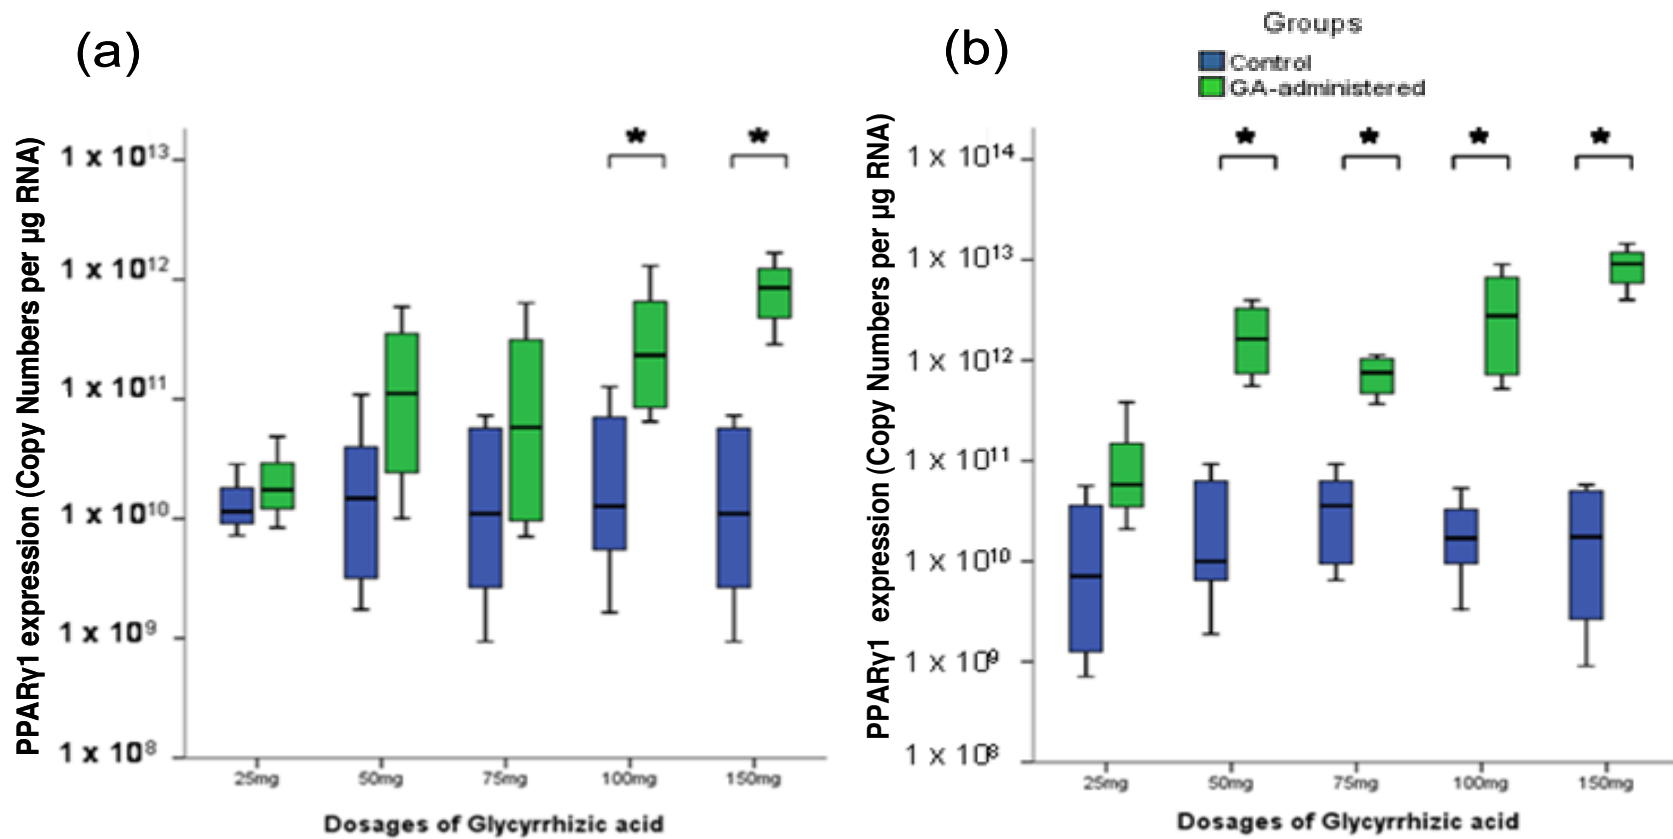 (a)
PPARγ1 expression (Copy Numbers per µg RNA)
1 x 10¹³
1 x 10¹²
1 x 10¹¹
1 x 10¹⁰
1 x 10⁹
1 x 10⁸
* *
25mg 50mg 75mg 100mg 150mg
Dosages of Glycyrrhizic acid
(b)
Groups
Control
GA-administered
PPARγ1 expression (Copy Numbers per µg RNA)
1 x 10¹⁴
1 x 10¹³
1 x 10¹²
1 x 10¹¹
1 x 10¹⁰
1 x 10⁹
1 x 10⁸
* * * *
25mg 50mg 75mg 100mg 150mg
Dosages of Glycyrrhizic acid